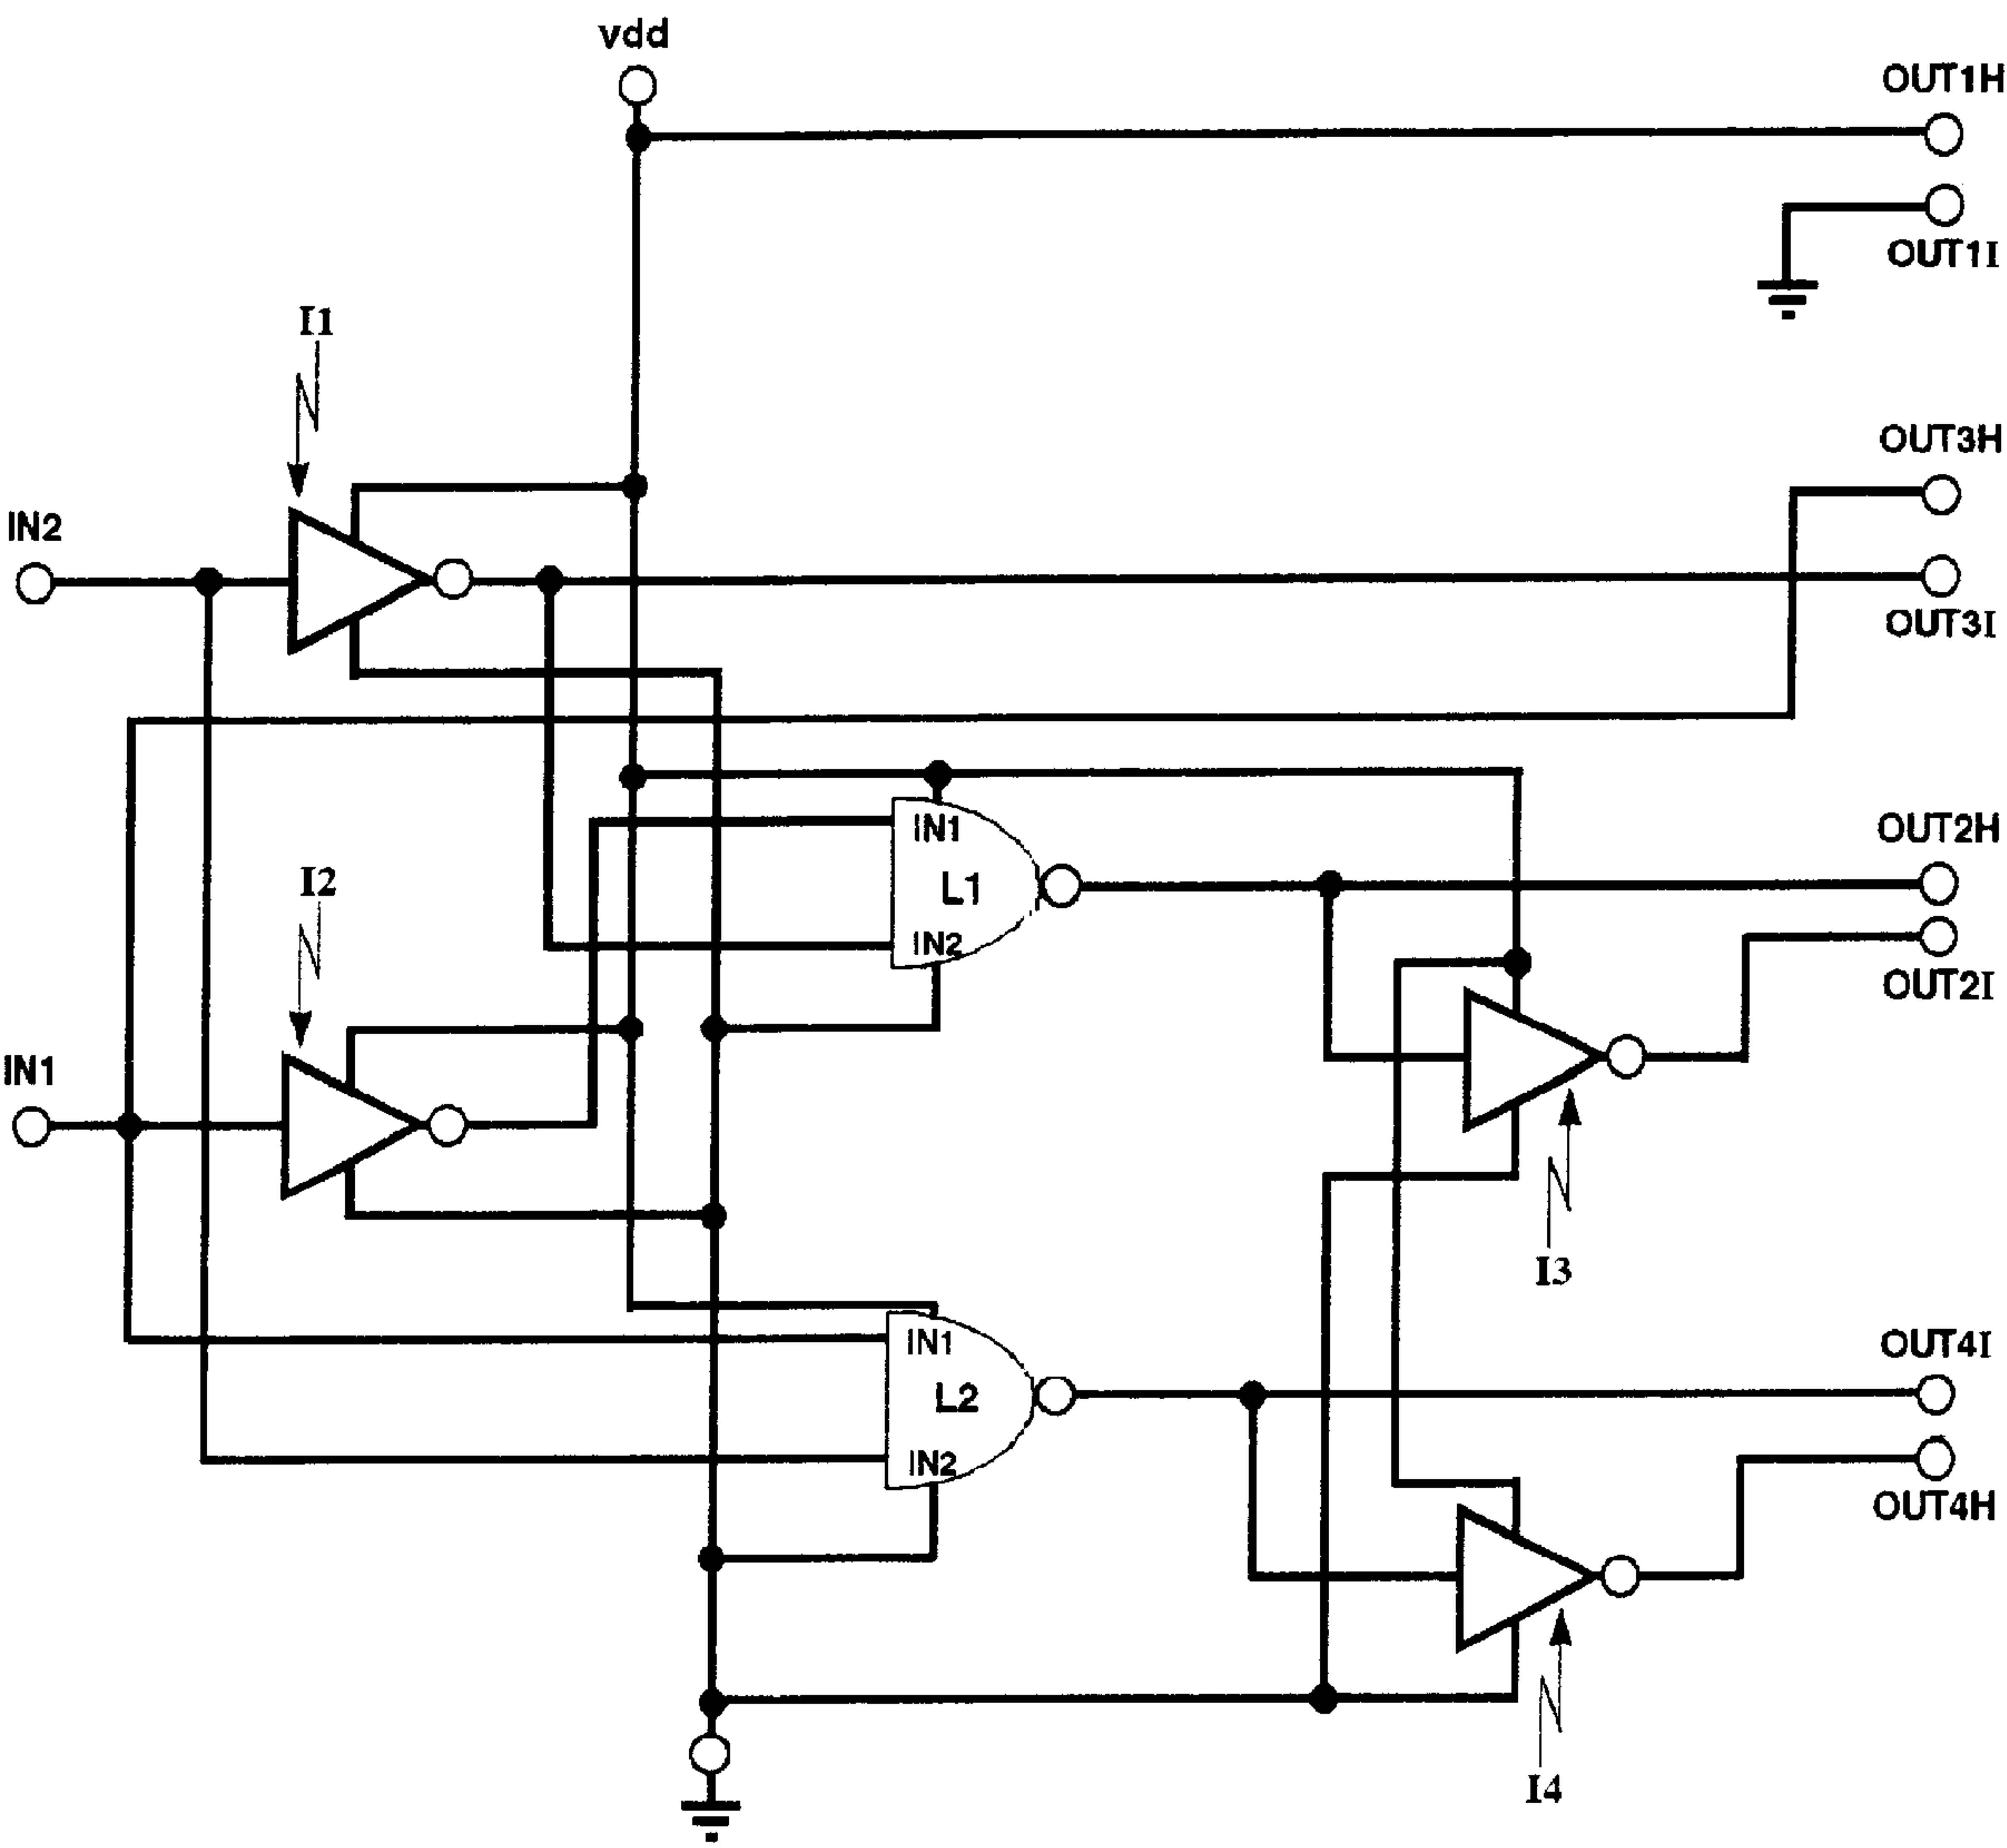 vdd
OUT1H
OUT1I
I1
OUT3H
IN2
OUT3I
IN1
OUT2H
L1
I2
IN2
OUT2I
IN1
I3
IN1
OUT4I
L2
IN2
OUT4H
I4